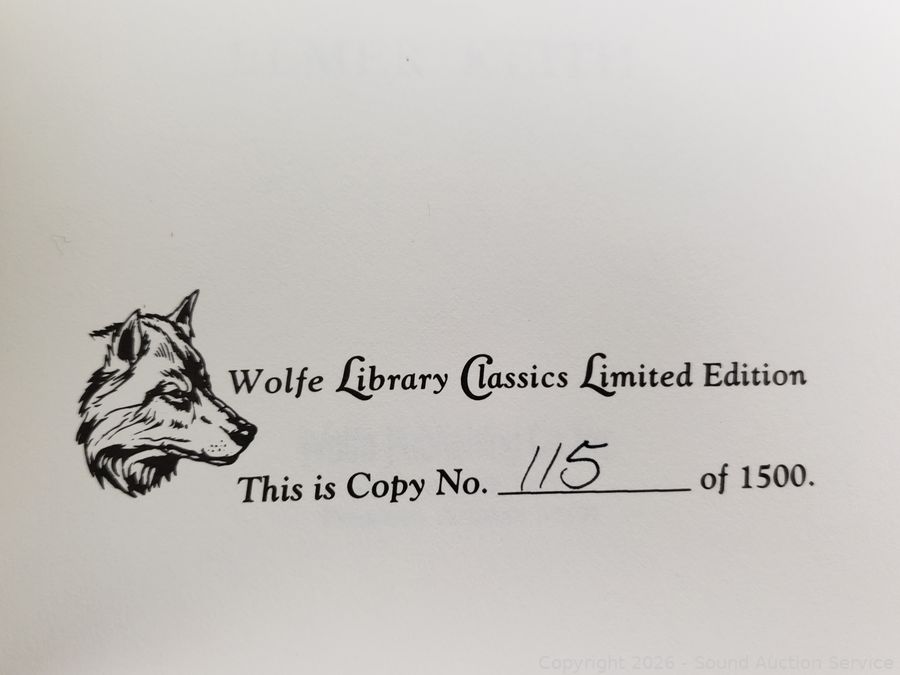 Wolfe Library Classics Limited Edition
This is Copy No. 115 of 1500.
Copyright 2026 - Sound Auction Service